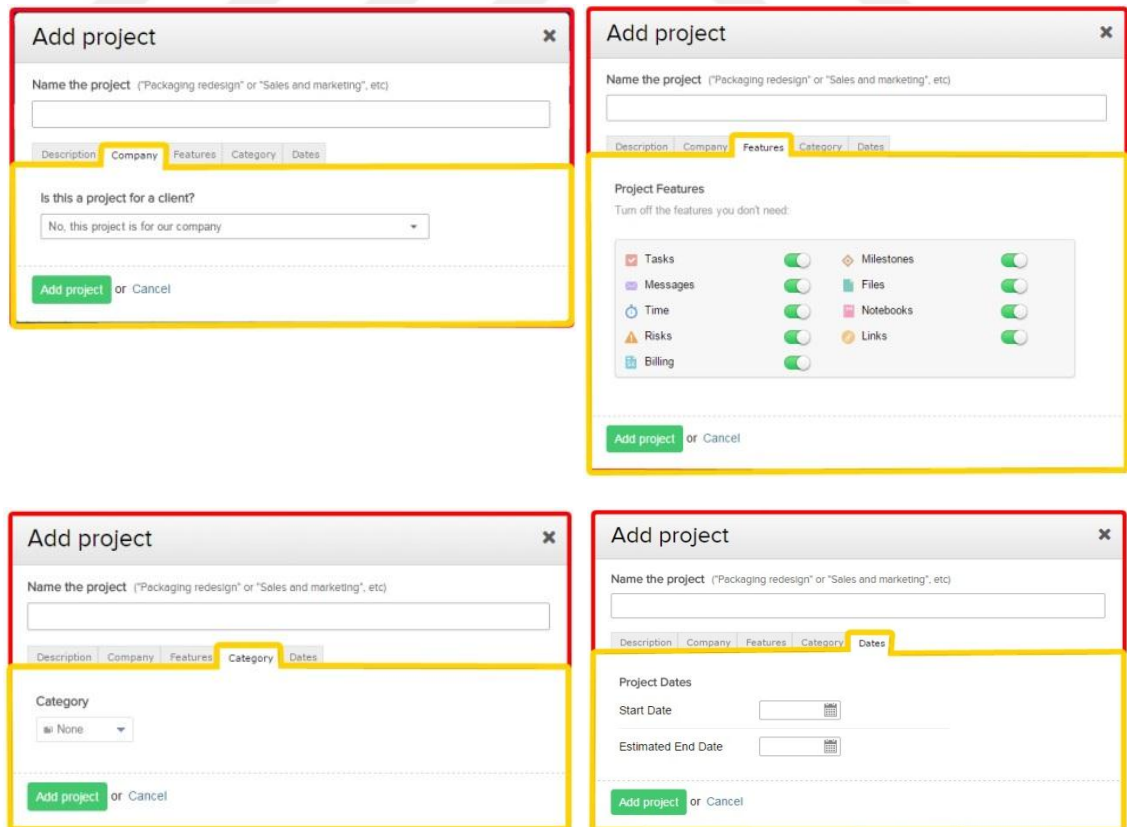 Add project
Name the project ("Packaging redesign" or "Sales and marketing", etc)
Description Company Features Category Dates
Is this a project for a client?
No, this project is for our company
Add project or Cancel
Add project
Name the project ("Packaging redesign" or "Sales and marketing", etc)
Description Company Features Category Dates
Project Features
Turn off the features you don't need:
Tasks Milestones
Messages Files
Time Notebooks
Risks Links
Billing
Add project or Cancel
Add project
Name the project ("Packaging redesign" or "Sales and marketing", etc)
Description Company Features Category Dates
Category
None
Add project or Cancel
Add project
Name the project ("Packaging redesign" or "Sales and marketing", etc)
Description Company Features Category Dates
Project Dates
Start Date
Estimated End Date
Add project or Cancel